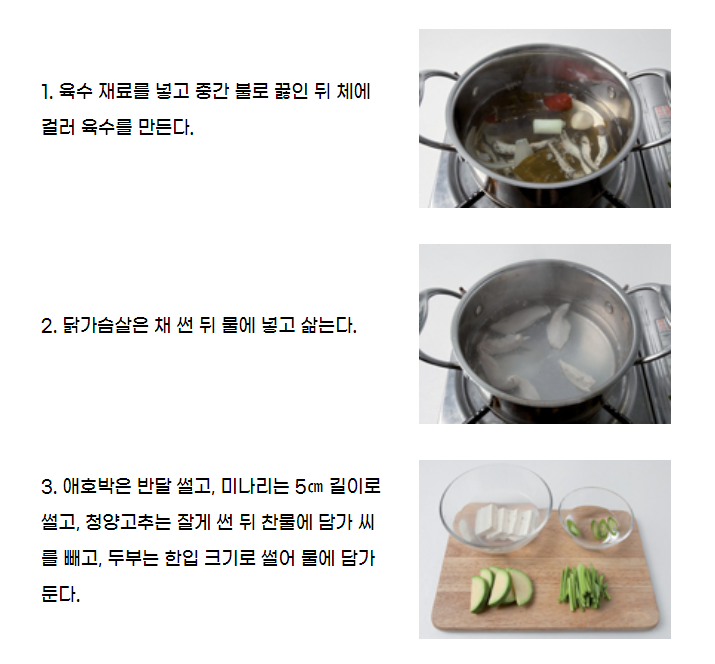 1. 육수 재료를 넣고 중간 불로 끓인 뒤 체에
걸러 육수를 만든다.
2. 닭가슴살은 채 썬 뒤 물에 넣고 삶는다.
3. 애호박은 반달 썰고, 미나리는 5㎝ 길이로
썰고, 청양고추는 잘게 썬 뒤 찬물에 담가 씨
를 빼고, 두부는 한입 크기로 썰어 물에 담가
둔다.